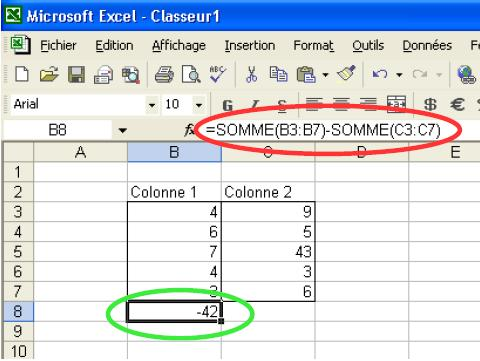 Microsoft Excel - Classeur1
Fichier Edition Affichage Insertion Format Outils Données
ABC
Arial 10 G I S $ €
B8 fx =SOMME(B3:B7)-SOMME(C3:C7)
A B C D E
1
2 Colonne 1 Colonne 2
3 4 9
4 6 5
5 7 43
6 4 3
7 3 6
8 -42
9
10